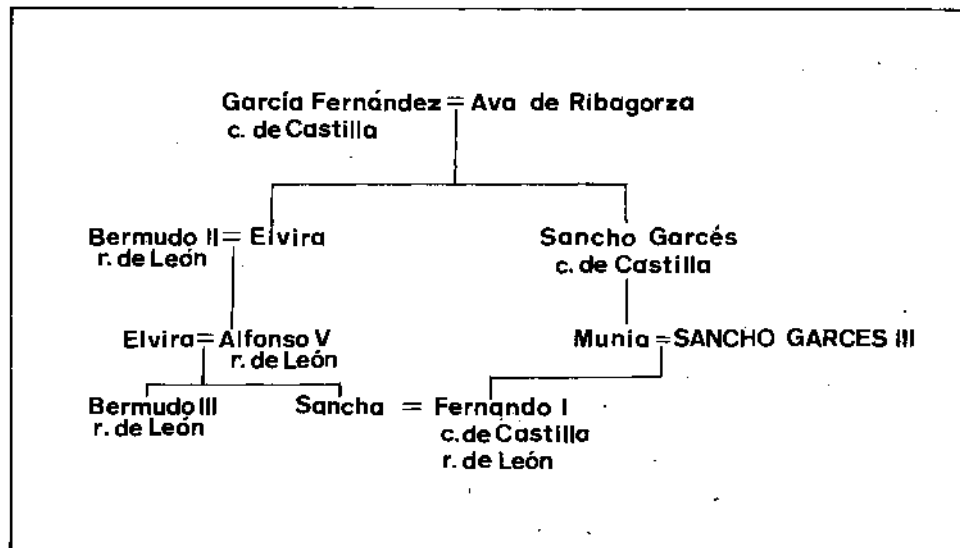 García Fernández = Ava de Ribagorza
c. de Castilla
Bermudo II = Elvira
r. de León
Sancho Garcés
c. de Castilla
Elvira = Alfonso V
r. de León
Munia = SANCHO GARCES III
Bermudo III
r. de León
Sancha = Fernando I
c. de Castilla
r. de León